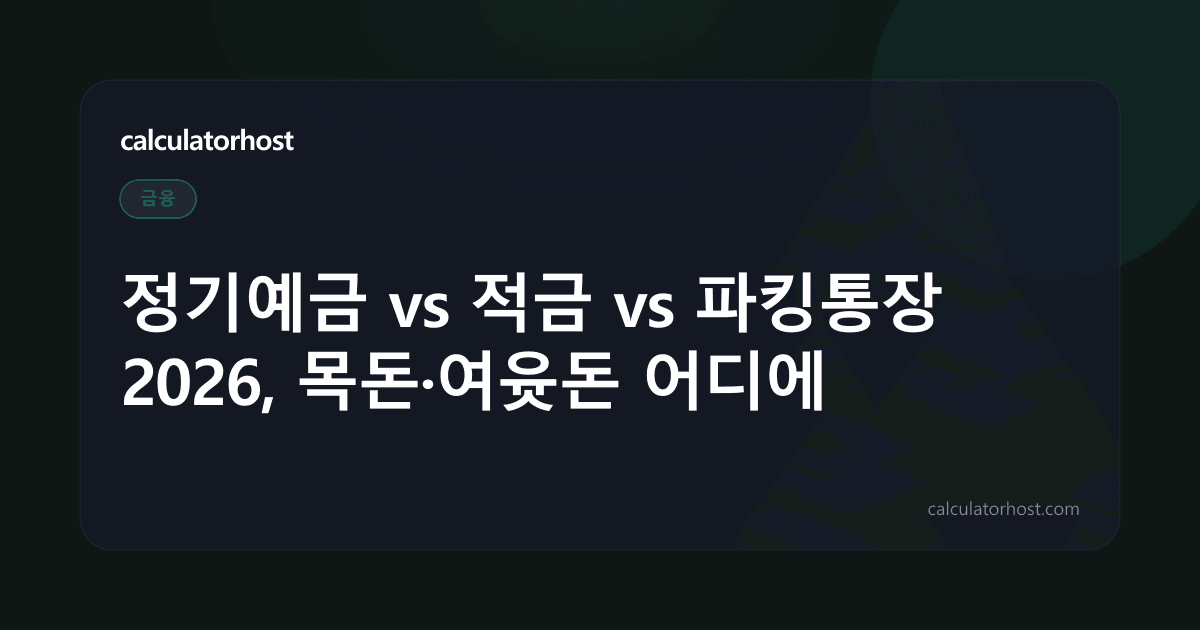 calculatorhost
금융
정기예금 vs 적금 vs 파킹통장
2026, 목돈·여윳돈 어디에
calculatorhost.com